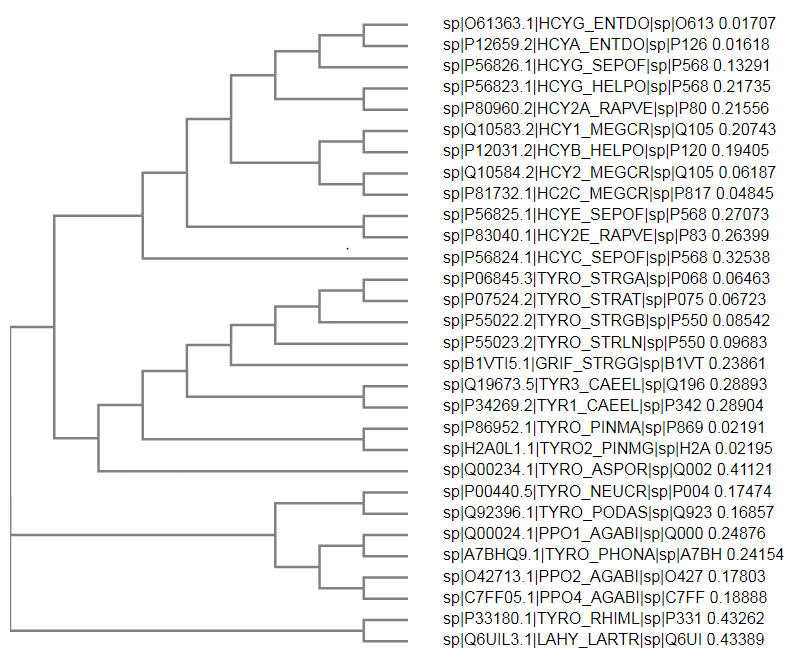 sp|O61363.1|HCYG_ENTDO|sp|O613 0.01707
sp|P12659.2|HCYA_ENTDO|sp|P126 0.01618
sp|P56826.1|HCYG_SEPOF|sp|P568 0.13291
sp|P56823.1|HCYG_HELPO|sp|P568 0.21735
sp|P80960.2|HCY2A_RAPVE|sp|P80 0.21556
sp|Q10583.2|HCY1_MEGCR|sp|Q105 0.20743
sp|P12031.2|HCYB_HELPO|sp|P120 0.19405
sp|Q10584.2|HCY2_MEGCR|sp|Q105 0.06187
sp|P81732.1|HC2C_MEGCR|sp|P817 0.04845
sp|P56825.1|HCYE_SEPOF|sp|P568 0.27073
sp|P83040.1|HCY2E_RAPVE|sp|P83 0.26399
sp|P56824.1|HCYC_SEPOF|sp|P568 0.32538
sp|P06845.3|TYRO_STRGA|sp|P068 0.06463
sp|P07524.2|TYRO_STRAT|sp|P075 0.06723
sp|P55022.2|TYRO_STRGB|sp|P550 0.08542
sp|P55023.2|TYRO_STRLN|sp|P550 0.09683
sp|B1VTI5.1|GRIF_STRGG|sp|B1VT 0.23861
sp|Q19673.5|TYR3_CAEEL|sp|Q196 0.28893
sp|P34269.2|TYR1_CAEEL|sp|P342 0.28904
sp|P86952.1|TYRO_PINMA|sp|P869 0.02191
sp|H2A0L1.1|TYRO2_PINMG|sp|H2A 0.02195
sp|Q00234.1|TYRO_ASPOR|sp|Q002 0.41121
sp|P00440.5|TYRO_NEUCR|sp|P004 0.17474
sp|Q92396.1|TYRO_PODAS|sp|Q923 0.16857
sp|Q00024.1|PPO1_AGABI|sp|Q000 0.24876
sp|A7BHQ9.1|TYRO_PHONA|sp|A7BH 0.24154
sp|O42713.1|PPO2_AGABI|sp|O427 0.17803
sp|C7FF05.1|PPO4_AGABI|sp|C7FF 0.18888
sp|P33180.1|TYRO_RHIML|sp|P331 0.43262
sp|Q6UIL3.1|LAHY_LARTR|sp|Q6UI 0.43389